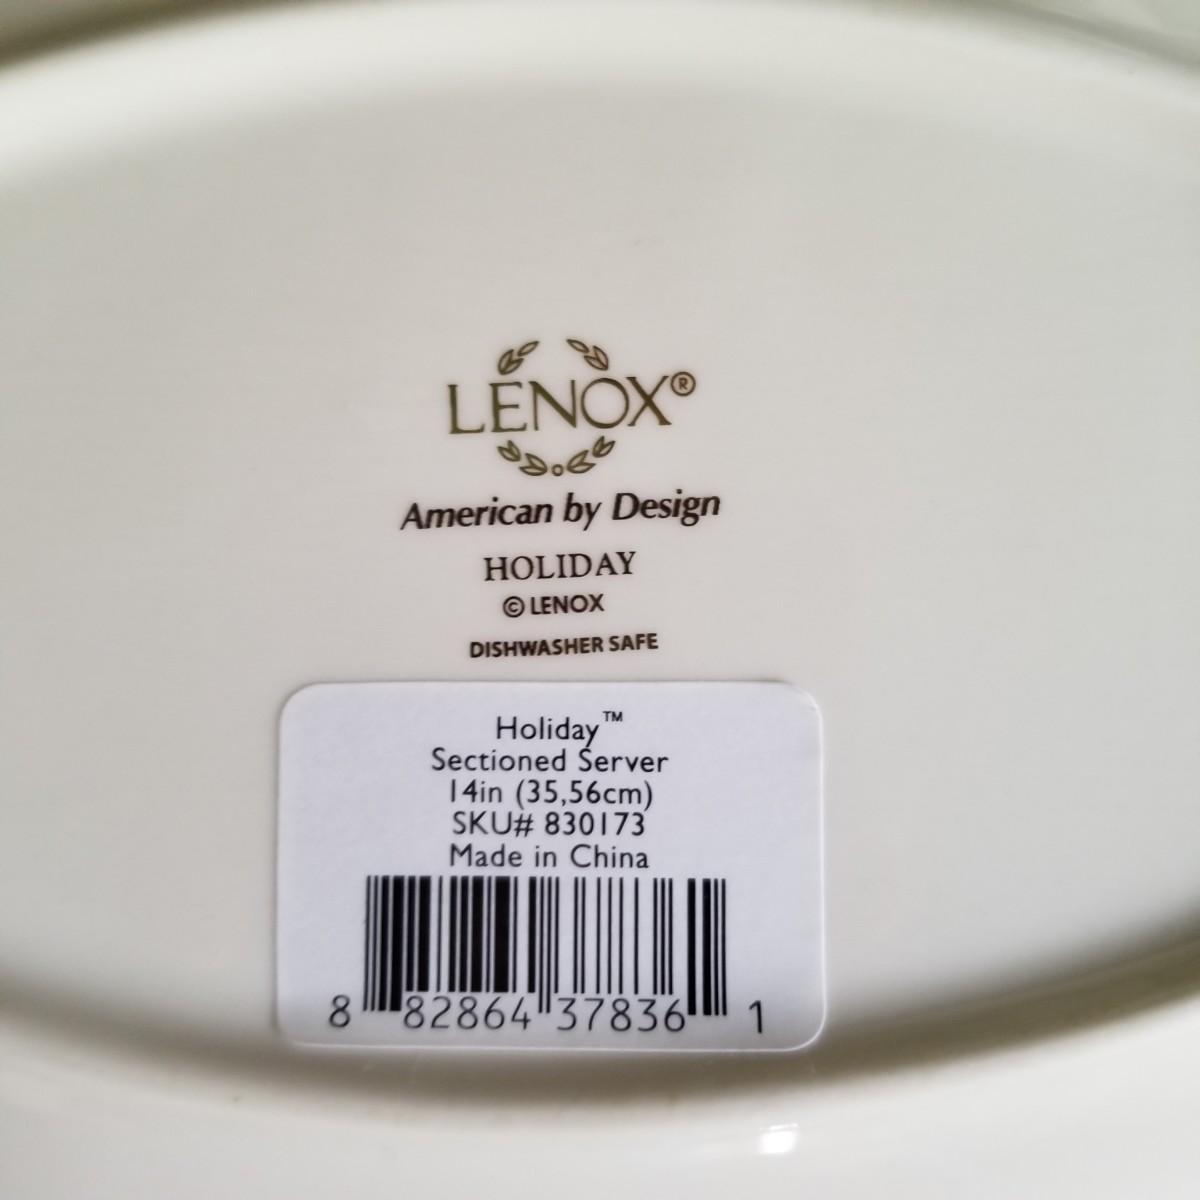 LENOX®
American by Design
HOLIDAY
© LENOX
DISHWASHER SAFE
Holiday™
Sectioned Server
14in (35,56cm)
SKU# 830173
Made in China
8 82864 37836 1